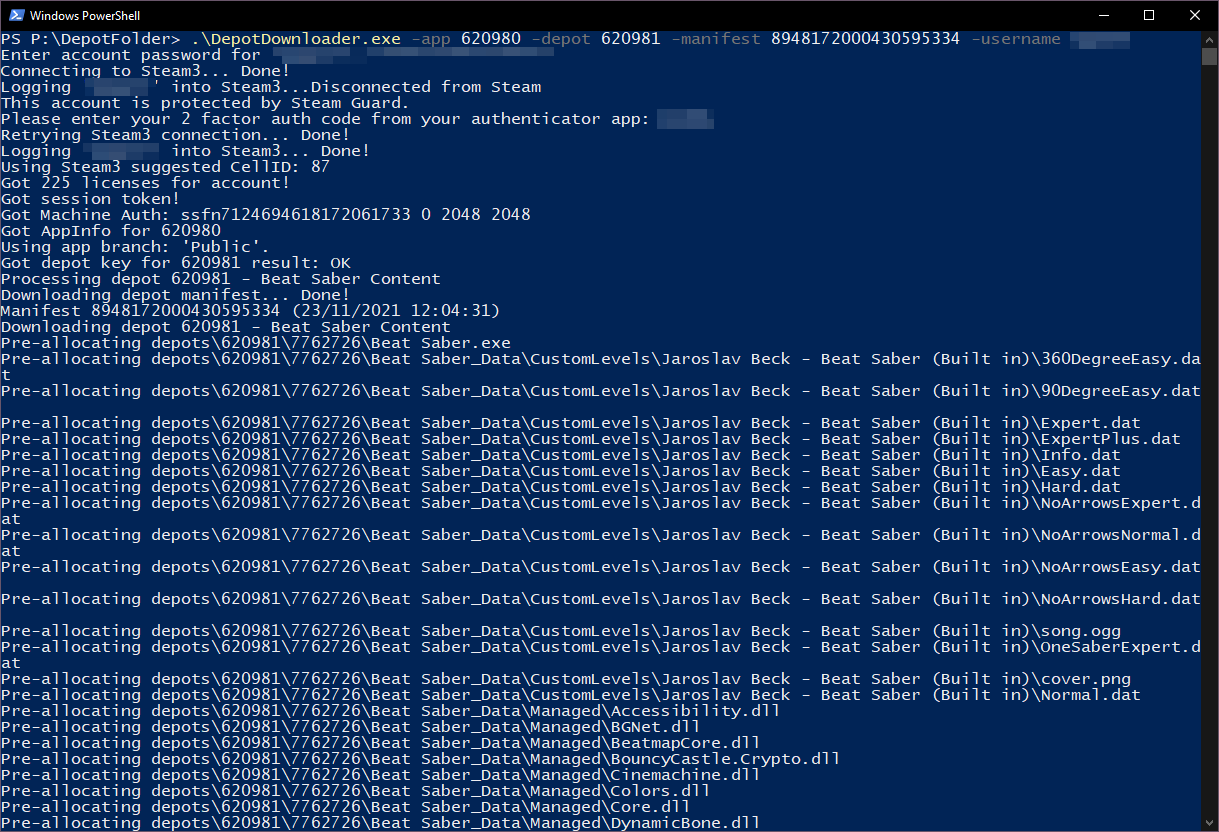 Windows PowerShell
PS P:\DepotFolder> .\DepotDownloader.exe -app 620980 -depot 620981 -manifest 8948172000430595334 -username
Enter account password for
Connecting to Steam3... Done!
Logging ' into Steam3...Disconnected from Steam
This account is protected by Steam Guard.
Please enter your 2 factor auth code from your authenticator app:
Retrying Steam3 connection... Done!
Logging into Steam3... Done!
Using Steam3 suggested CellID: 87
Got 225 licenses for account!
Got session token!
Got Machine Auth: ssfn7124694618172061733 0 2048 2048
Got AppInfo for 620980
Using app branch: 'Public'.
Got depot key for 620981 result: OK
Processing depot 620981 - Beat Saber Content
Downloading depot manifest... Done!
Manifest 8948172000430595334 (23/11/2021 12:04:31)
Downloading depot 620981 - Beat Saber Content
Pre-allocating depots\620981\7762726\Beat Saber.exe
Pre-allocating depots\620981\7762726\Beat Saber_Data\CustomLevels\Jaroslav Beck - Beat Saber (Built in)\360DegreeEasy.da
t
Pre-allocating depots\620981\7762726\Beat Saber_Data\CustomLevels\Jaroslav Beck - Beat Saber (Built in)\90DegreeEasy.dat
Pre-allocating depots\620981\7762726\Beat Saber_Data\CustomLevels\Jaroslav Beck - Beat Saber (Built in)\Expert.dat
Pre-allocating depots\620981\7762726\Beat Saber_Data\CustomLevels\Jaroslav Beck - Beat Saber (Built in)\ExpertPlus.dat
Pre-allocating depots\620981\7762726\Beat Saber_Data\CustomLevels\Jaroslav Beck - Beat Saber (Built in)\Info.dat
Pre-allocating depots\620981\7762726\Beat Saber_Data\CustomLevels\Jaroslav Beck - Beat Saber (Built in)\Easy.dat
Pre-allocating depots\620981\7762726\Beat Saber_Data\CustomLevels\Jaroslav Beck - Beat Saber (Built in)\Hard.dat
Pre-allocating depots\620981\7762726\Beat Saber_Data\CustomLevels\Jaroslav Beck - Beat Saber (Built in)\NoArrowsExpert.d
at
Pre-allocating depots\620981\7762726\Beat Saber_Data\CustomLevels\Jaroslav Beck - Beat Saber (Built in)\NoArrowsNormal.d
at
Pre-allocating depots\620981\7762726\Beat Saber_Data\CustomLevels\Jaroslav Beck - Beat Saber (Built in)\NoArrowsEasy.dat
Pre-allocating depots\620981\7762726\Beat Saber_Data\CustomLevels\Jaroslav Beck - Beat Saber (Built in)\NoArrowsHard.dat
Pre-allocating depots\620981\7762726\Beat Saber_Data\CustomLevels\Jaroslav Beck - Beat Saber (Built in)\song.ogg
Pre-allocating depots\620981\7762726\Beat Saber_Data\CustomLevels\Jaroslav Beck - Beat Saber (Built in)\OneSaberExpert.d
at
Pre-allocating depots\620981\7762726\Beat Saber_Data\CustomLevels\Jaroslav Beck - Beat Saber (Built in)\cover.png
Pre-allocating depots\620981\7762726\Beat Saber_Data\CustomLevels\Jaroslav Beck - Beat Saber (Built in)\Normal.dat
Pre-allocating depots\620981\7762726\Beat Saber_Data\Managed\Accessibility.dll
Pre-allocating depots\620981\7762726\Beat Saber_Data\Managed\BGNet.dll
Pre-allocating depots\620981\7762726\Beat Saber_Data\Managed\BeatmapCore.dll
Pre-allocating depots\620981\7762726\Beat Saber_Data\Managed\BouncyCastle.Crypto.dll
Pre-allocating depots\620981\7762726\Beat Saber_Data\Managed\Cinemachine.dll
Pre-allocating depots\620981\7762726\Beat Saber_Data\Managed\Colors.dll
Pre-allocating depots\620981\7762726\Beat Saber_Data\Managed\Core.dll
Pre-allocating depots\620981\7762726\Beat Saber_Data\Managed\DynamicBone.dll